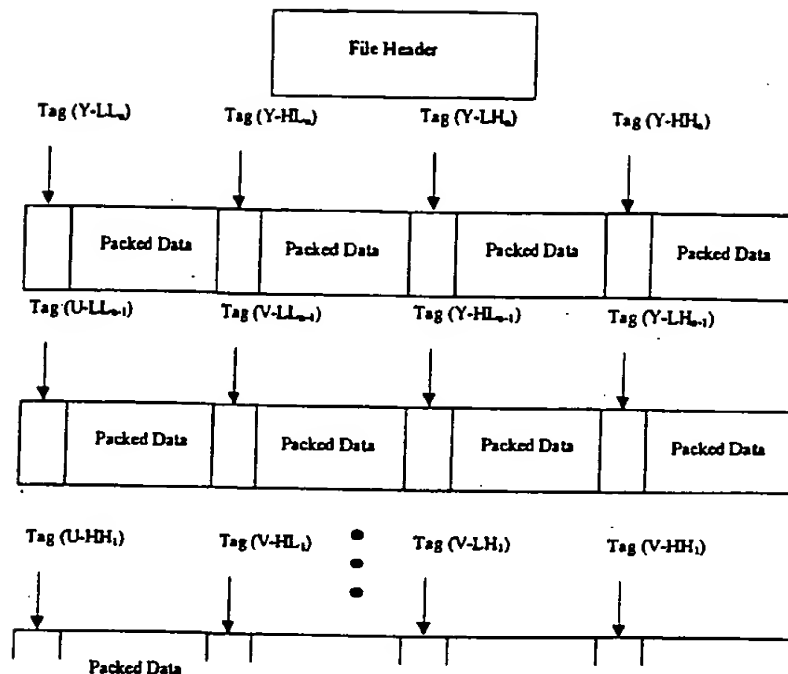 File Header
Tag (Y-LLₙ) Tag (Y-HLₙ) Tag (Y-LHₙ) Tag (Y-HHₙ)
Packed Data Packed Data Packed Data Packed Data
Tag (U-LLₙ₋₁) Tag (V-LLₙ₋₁) Tag (Y-HLₙ₋₁) Tag (Y-LHₙ₋₁)
Packed Data Packed Data Packed Data Packed Data
Tag (U-HH₁) Tag (V-HL₁) Tag (V-LH₁) Tag (V-HH₁)
Packed Data